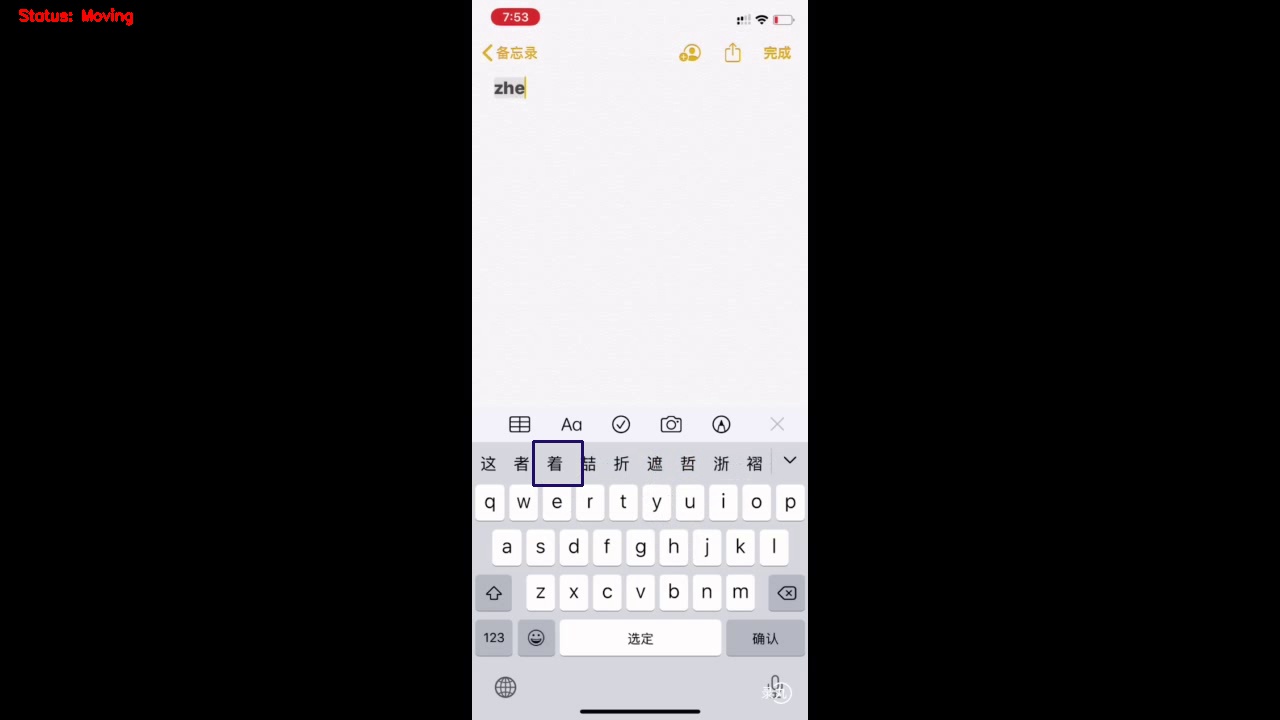 Status: Moving
7:53
备忘录 完成
zhe
Aa
这 者 着 喆 折 遮 哲 浙 褶
q w e r t y u i o p
a s d f g h j k l
z x c v b n m
123 选定 确认